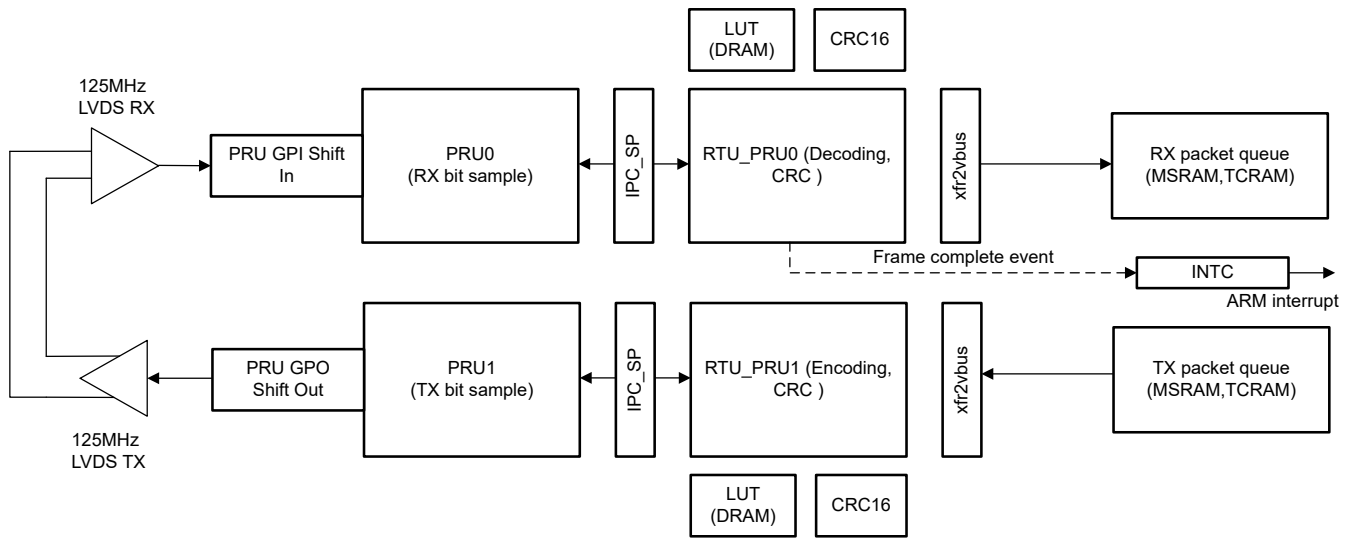 LUT
(DRAM)
CRC16
125MHz
LVDS RX
PRU GPI Shift
In
PRU0
(RX bit sample)
IPC_SP
RTU_PRU0 (Decoding,
CRC )
xfr2vbus
RX packet queue
(MSRAM,TCRAM)
Frame complete event
INTC
ARM interrupt
PRU GPO
Shift Out
PRU1
(TX bit sample)
IPC_SP
RTU_PRU1 (Encoding,
CRC )
xfr2vbus
TX packet queue
(MSRAM,TCRAM)
125MHz
LVDS TX
LUT
(DRAM)
CRC16